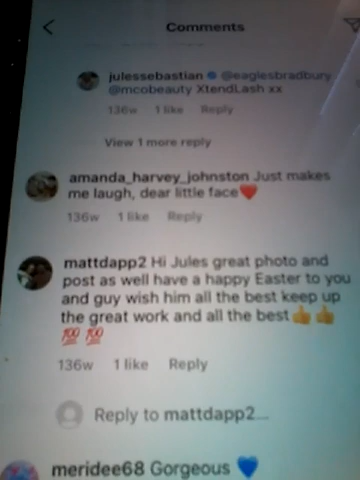 Comments
julessebastian @eaglesbradbury
@mcobeauty XtendLash xx
136w 1 like Reply
View 1 more reply
amanda_harvey_johnston Just makes
me laugh, dear little face❤️
136w 1 like Reply
mattdapp2 Hi Jules great photo and
post as well have a happy Easter to you
and guy wish him all the best keep up
the great work and all the best👍👍
💯💯
136w 1 like Reply
Reply to mattdapp2...
meridee68 Gorgeous 💙